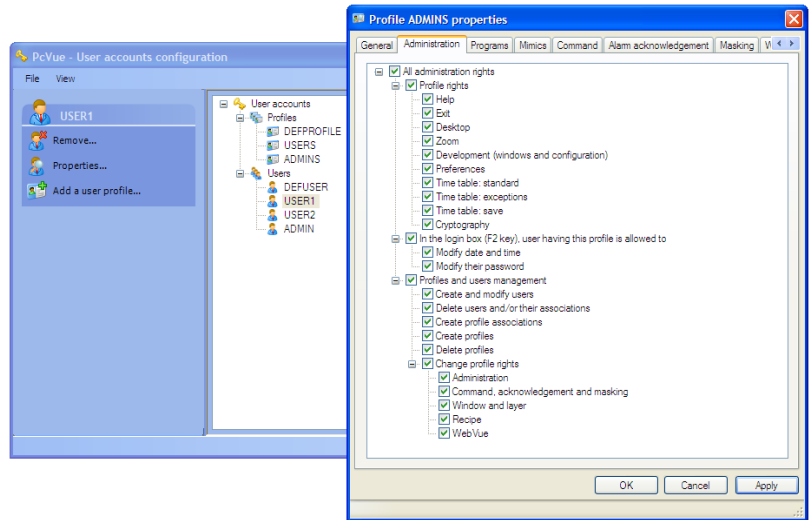 PcVue - User accounts configuration
File View
USER1
Remove...
Properties...
Add a user profile...
User accounts
Profiles
DEFPROFILE
USERS
ADMINS
Users
DEFUSER
USER1
USER2
ADMIN
Profile ADMINS properties
General Administration Programs Mimics Command Alarm acknowledgement Masking
All administration rights
Profile rights
Help
Exit
Desktop
Zoom
Development (windows and configuration)
Preferences
Time table: standard
Time table: exceptions
Time table: save
Cryptography
In the login box (F2 key), user having this profile is allowed to
Modify date and time
Modify their password
Profiles and users management
Create and modify users
Delete users and/or their associations
Create profile associations
Create profiles
Delete profiles
Change profile rights
Administration
Command, acknowledgement and masking
Window and layer
Recipe
WebVue
OK Cancel Apply